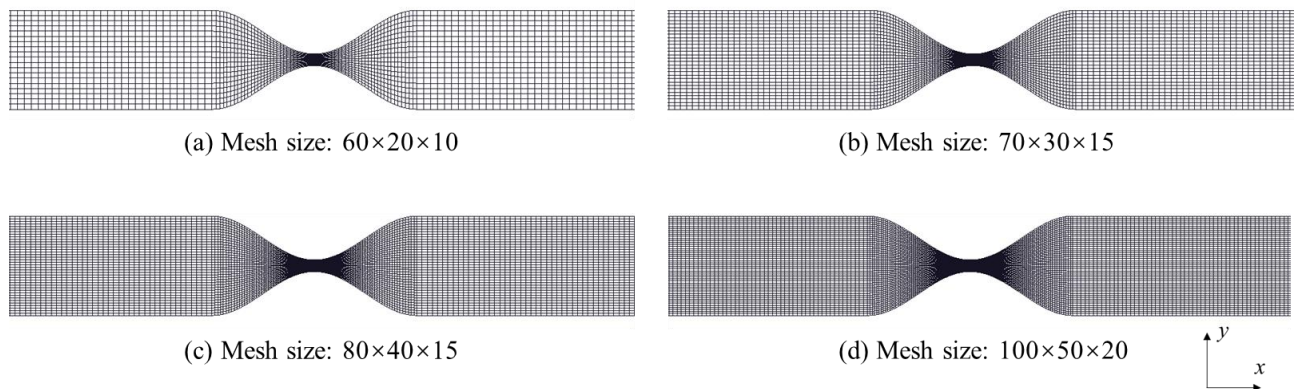 (a) Mesh size: 60×20×10
(b) Mesh size: 70×30×15
(c) Mesh size: 80×40×15
(d) Mesh size: 100×50×20
y
x